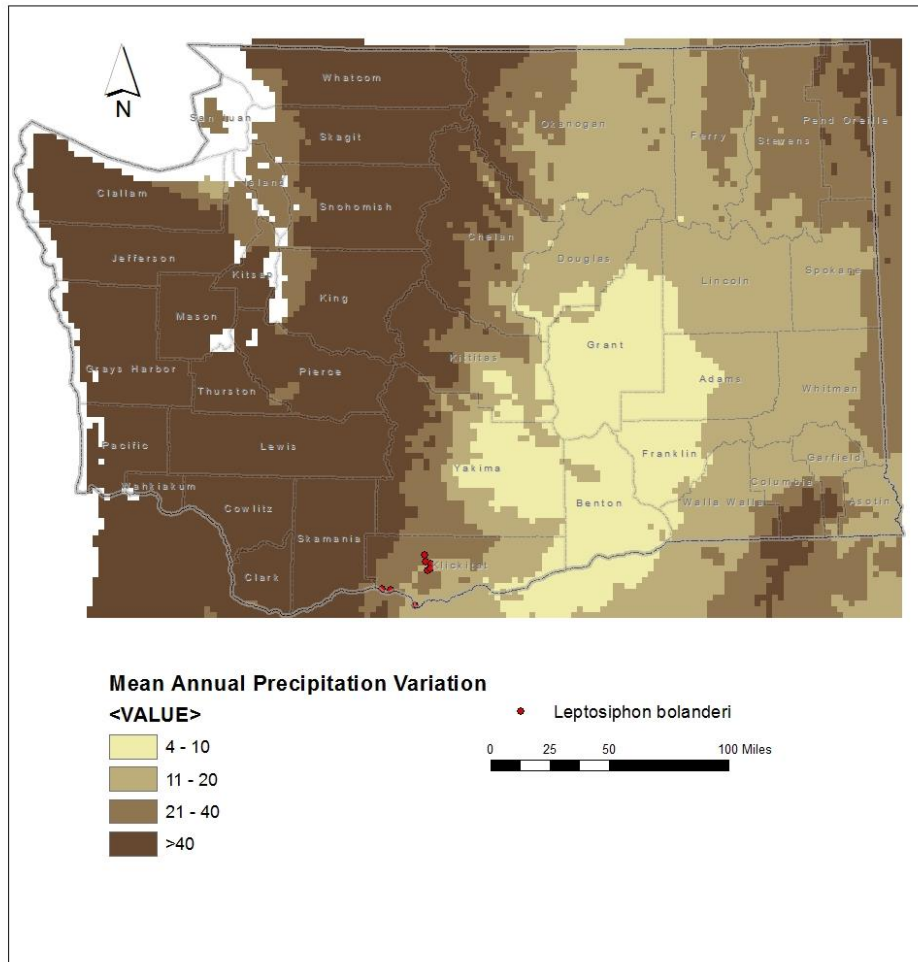 N
Whatcom
San Juan
Skagit
Okanogan
Ferry
Pend Oreille
Stevens
Island
Clallam
Snohomish
Chelan
Jefferson
Kitsap
Douglas
Lincoln
Spokane
King
Mason
Grant
Kittitas
Grays Harbor
Pierce
Adams
Thurston
Whitman
Pacific
Lewis
Yakima
Franklin
Garfield
Wahkiakum
Columbia
Cowlitz
Benton
Walla Walla
Asotin
Skamania
Klickitat
Clark
Mean Annual Precipitation Variation
<VALUE>
4 - 10
11 - 20
21 - 40
>40
Leptosiphon bolanderi
0 25 50 100 Miles